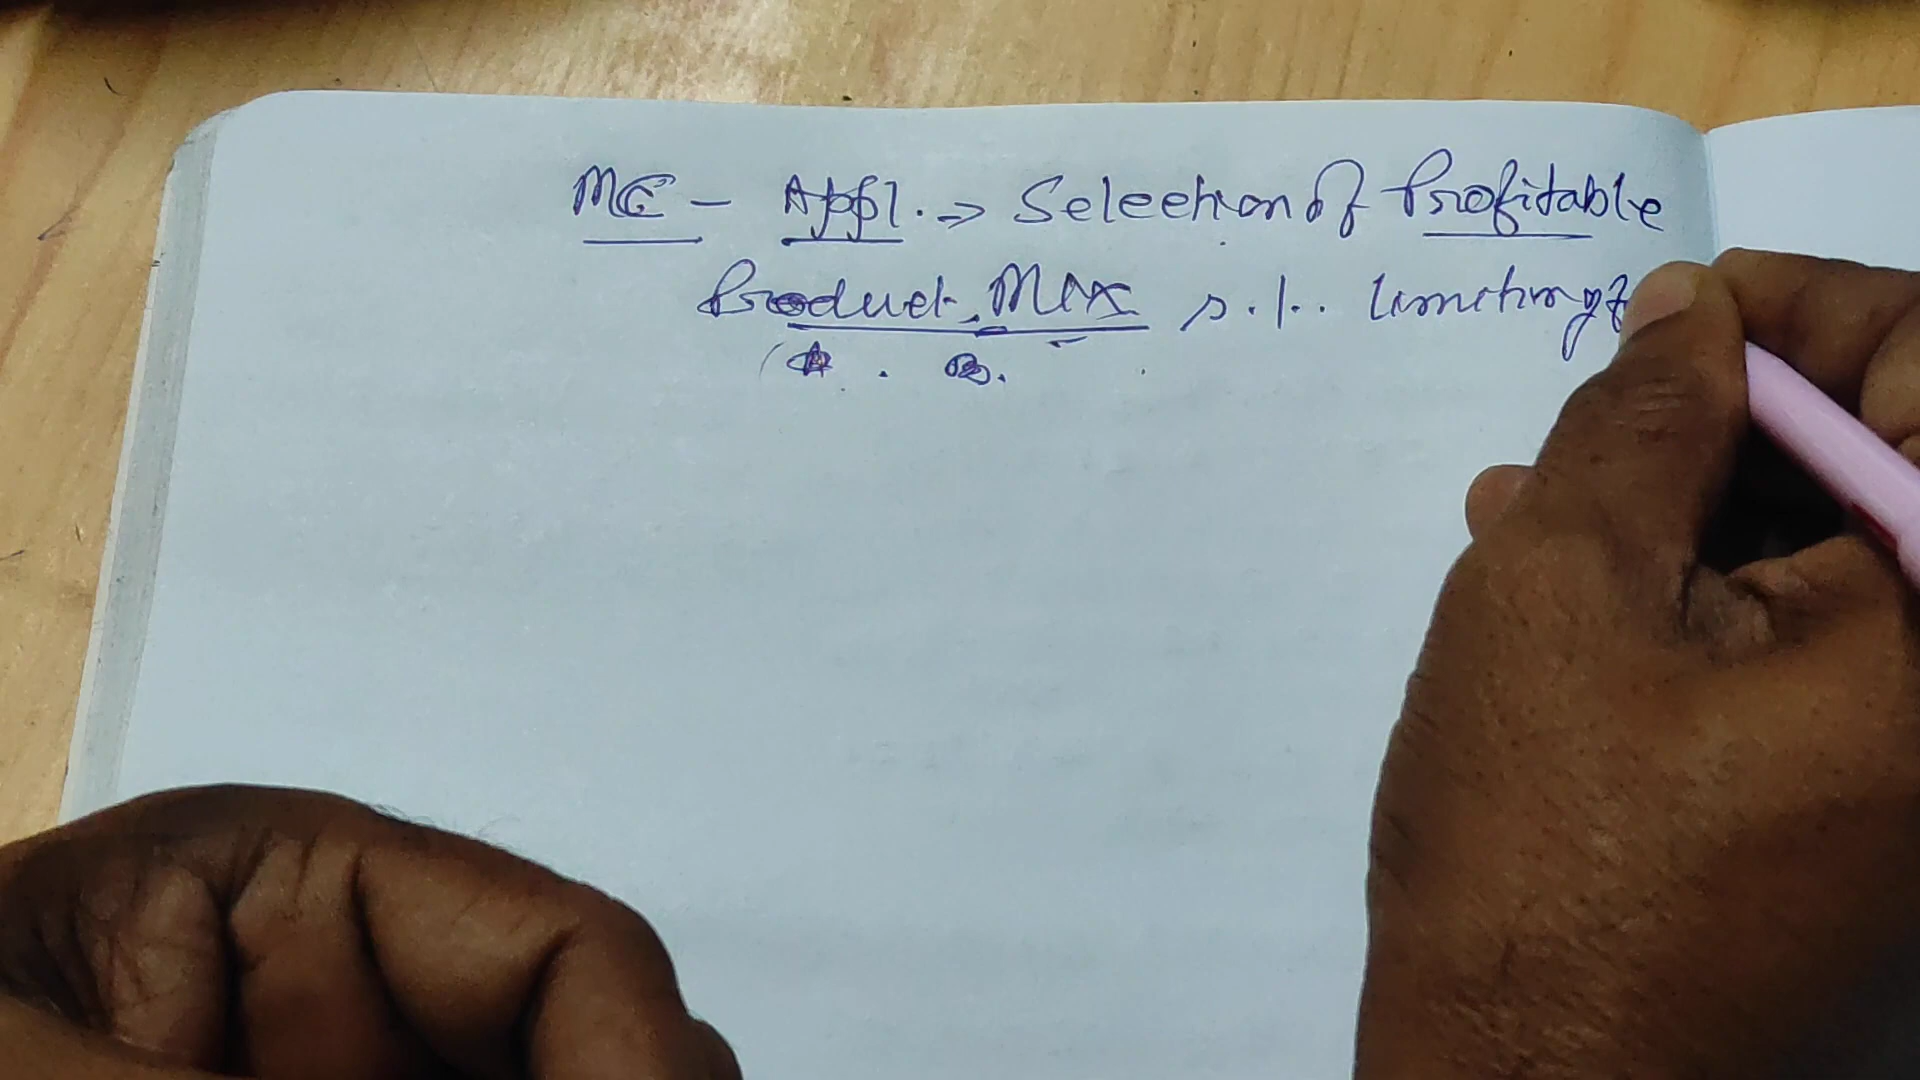 MC - Appl. => Selection of Profitable
Product Mix s.t. limiting f
A . B.